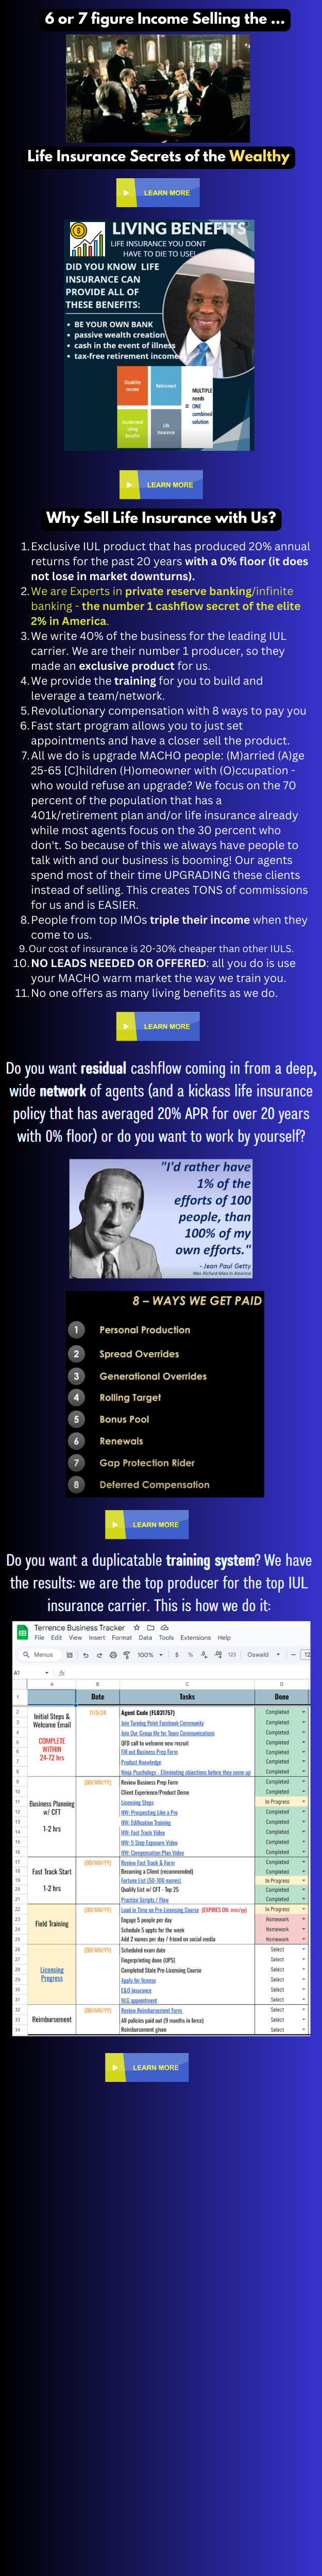 6 or 7 figure Income Selling the ...
Life Insurance Secrets of the Wealthy
LEARN MORE
LIVING BENEFITS
LIFE INSURANCE YOU DONT
HAVE TO DIE TO USE!
DID YOU KNOW LIFE
INSURANCE CAN
PROVIDE ALL OF
THESE BENEFITS:
• BE YOUR OWN BANK
• passive wealth creation
• cash in the event of illness
• tax-free retirement income
Disability
Income
Retirement
Accelerated
Living
Benefits
Life
Insurance
MULTIPLE
needs
= ONE
combined
solution
LEARN MORE
Why Sell Life Insurance with Us?
1. Exclusive IUL product that has produced 20% annual
returns for the past 20 years with a 0% floor (it does
not lose in market downturns).
2. We are Experts in private reserve banking/infinite
banking - the number 1 cashflow secret of the elite
2% in America.
3. We write 40% of the business for the leading IUL
carrier. We are their number 1 producer, so they
made an exclusive product for us.
4. We provide the training for you to build and
leverage a team/network.
5. Revolutionary compensation with 8 ways to pay you
6. Fast start program allows you to just set
appointments and have a closer sell the product.
7. All we do is upgrade MACHO people: (M)arried (A)ge
25-65 [C]hildren (H)omeowner with (O)ccupation -
who would refuse an upgrade? We focus on the 70
percent of the population that has a
401k/retirement plan and/or life insurance already
while most agents focus on the 30 percent who
don't. So because of this we always have people to
talk with and our business is booming! Our agents
spend most of their time UPGRADING these clients
instead of selling. This creates TONS of commissions
for us and is EASIER.
8. People from top IMOs triple their income when they
come to us.
9. Our cost of insurance is 20-30% cheaper than other IULS.
10. NO LEADS NEEDED OR OFFERED: all you do is use
your MACHO warm market the way we train you.
11. No one offers as many living benefits as we do.
LEARN MORE
Do you want residual cashflow coming in from a deep,
wide network of agents (and a kickass life insurance
policy that has averaged 20% APR for over 20 years
with 0% floor) or do you want to work by yourself?
"I'd rather have
1% of the
efforts of 100
people, than
100% of my
own efforts."
- Jean Paul Getty
Was Richest Man in America
8 – WAYS WE GET PAID
1 Personal Production
2 Spread Overrides
3 Generational Overrides
4 Rolling Target
5 Bonus Pool
6 Renewals
7 Gap Protection Rider
8 Deferred Compensation
LEARN MORE
Do you want a duplicatable training system? We have
the results: we are the top producer for the top IUL
insurance carrier. This is how we do it:
Terrence Business Tracker
File Edit View Insert Format Data Tools Extensions Help
Menus 100% $ % .0 .00 123 Oswald − 12
A1 fx
A B C D
1 Date Tasks Done
2 11/5/24 Agent Code (FL031757) Completed
Initial Steps &
Welcome Email
COMPLETE
WITHIN
24-72 hrs
3 Join Turning Point Facebook Community Completed
4 Join Our Group Me for Team Communications Completed
5 QFD call to welcome new recruit Completed
6 Fill out Business Prep Form Completed
7 Product Knowledge Completed
8 Ninja Psychology - Eliminating objections before they come up Completed
Business Planning
w/ CFT
1-2 hrs
9 (DD/MM/YY) Review Business Prep Form Completed
10 Client Experience/Product Demo Completed
11 Licensing Steps In Progress
12 HW: Prospecting Like a Pro Completed
13 HW: Edification Training Completed
14 HW: Fast Track Video Completed
15 HW: 5 Step Exposure Video Completed
16 HW: Compensation Plan Video Completed
Fast Track Start
1-2 hrs
17 (DD/MM/YY) Review Fast Track & Form Completed
18 Becoming a Client (recommended) Completed
19 Fortune List (50-100 names) In Progress
20 Quality List w/ CFT - Top 25 Completed
21 Practice Scripts / Flow Completed
Field Training
22 (DD/MM/YY) Load in Time on Pre-Licensing Course (EXPIRES ON: mm/yy) In Progress
23 Engage 5 people per day Homework
24 Schedule 5 appts for the week Homework
25 Add 2 names per day / friend on social media Homework
Licensing
Progress
26 (DD/MM/YY) Scheduled exam date Select
27 Fingerprinting done (UPS) Select
28 Completed State Pre-Licensing Course Select
29 Apply for license Select
30 E&O insurance Select
31 NLG appointment Select
Reimbursement
32 (DD/MM/YY) Review Reimbursement Form Select
33 All policies paid out (9 months in force) Select
34 Reimbursement given Select
LEARN MORE